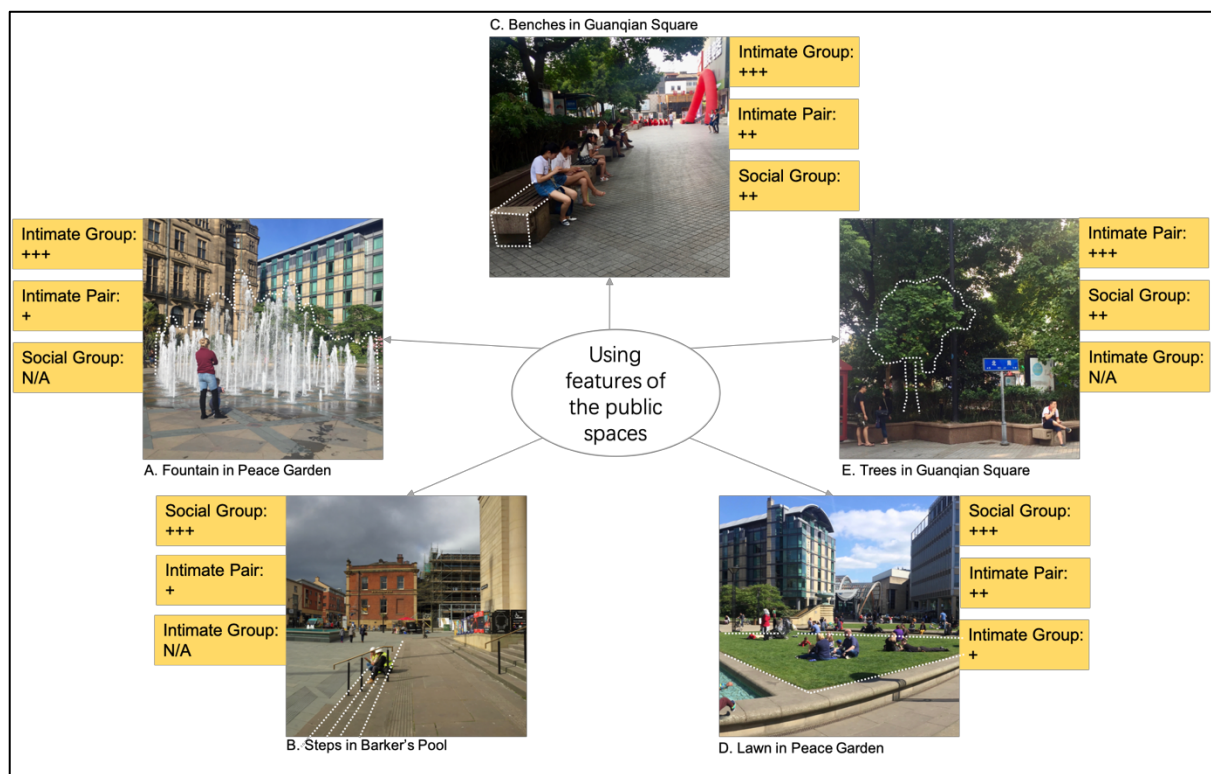 C. Benches in Guanqian Square
Intimate Group:
+++
Intimate Pair:
++
Social Group:
++
Intimate Group:
+++
Intimate Pair:
+
Social Group:
N/A
A. Fountain in Peace Garden
Using
features of
the public
spaces
Intimate Pair:
+++
Social Group:
++
Intimate Group:
N/A
E. Trees in Guanqian Square
Social Group:
+++
Intimate Pair:
+
Intimate Group:
N/A
B. Steps in Barker's Pool
Social Group:
+++
Intimate Pair:
++
Intimate Group:
+
D. Lawn in Peace Garden